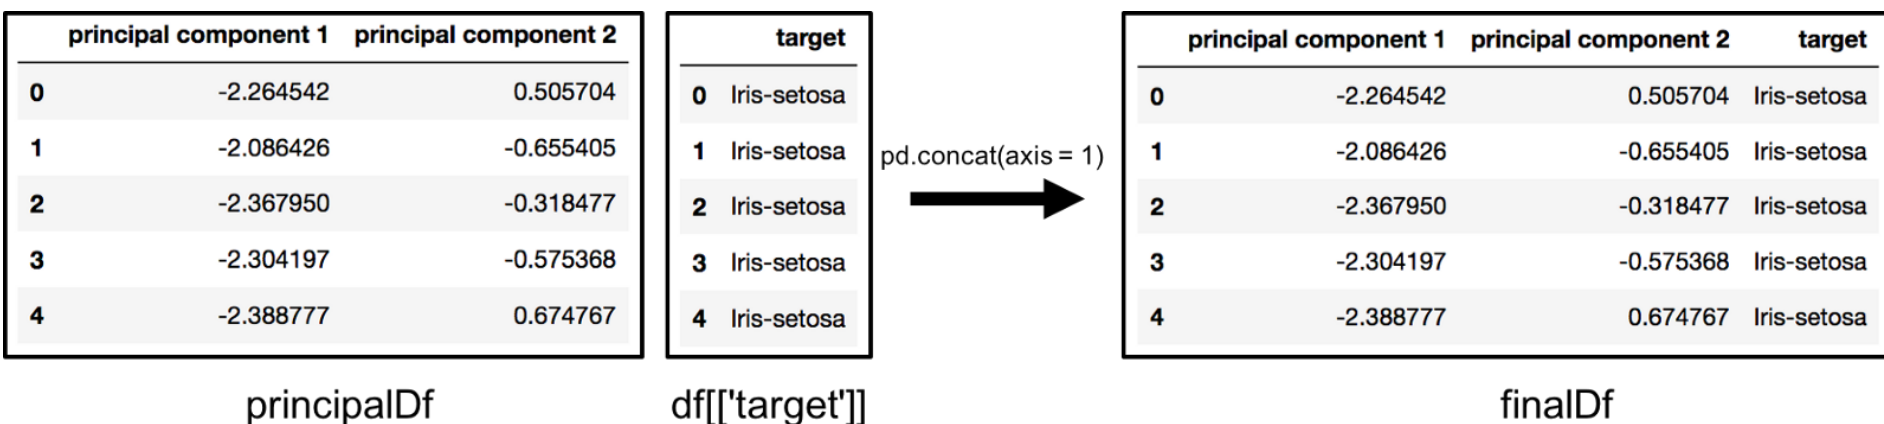 principal component 1 principal component 2
0 -2.264542 0.505704
1 -2.086426 -0.655405
2 -2.367950 -0.318477
3 -2.304197 -0.575368
4 -2.388777 0.674767
principalDf
target
0 Iris-setosa
1 Iris-setosa
2 Iris-setosa
3 Iris-setosa
4 Iris-setosa
df[['target']]
pd.concat(axis = 1)
principal component 1 principal component 2 target
0 -2.264542 0.505704 Iris-setosa
1 -2.086426 -0.655405 Iris-setosa
2 -2.367950 -0.318477 Iris-setosa
3 -2.304197 -0.575368 Iris-setosa
4 -2.388777 0.674767 Iris-setosa
finalDf